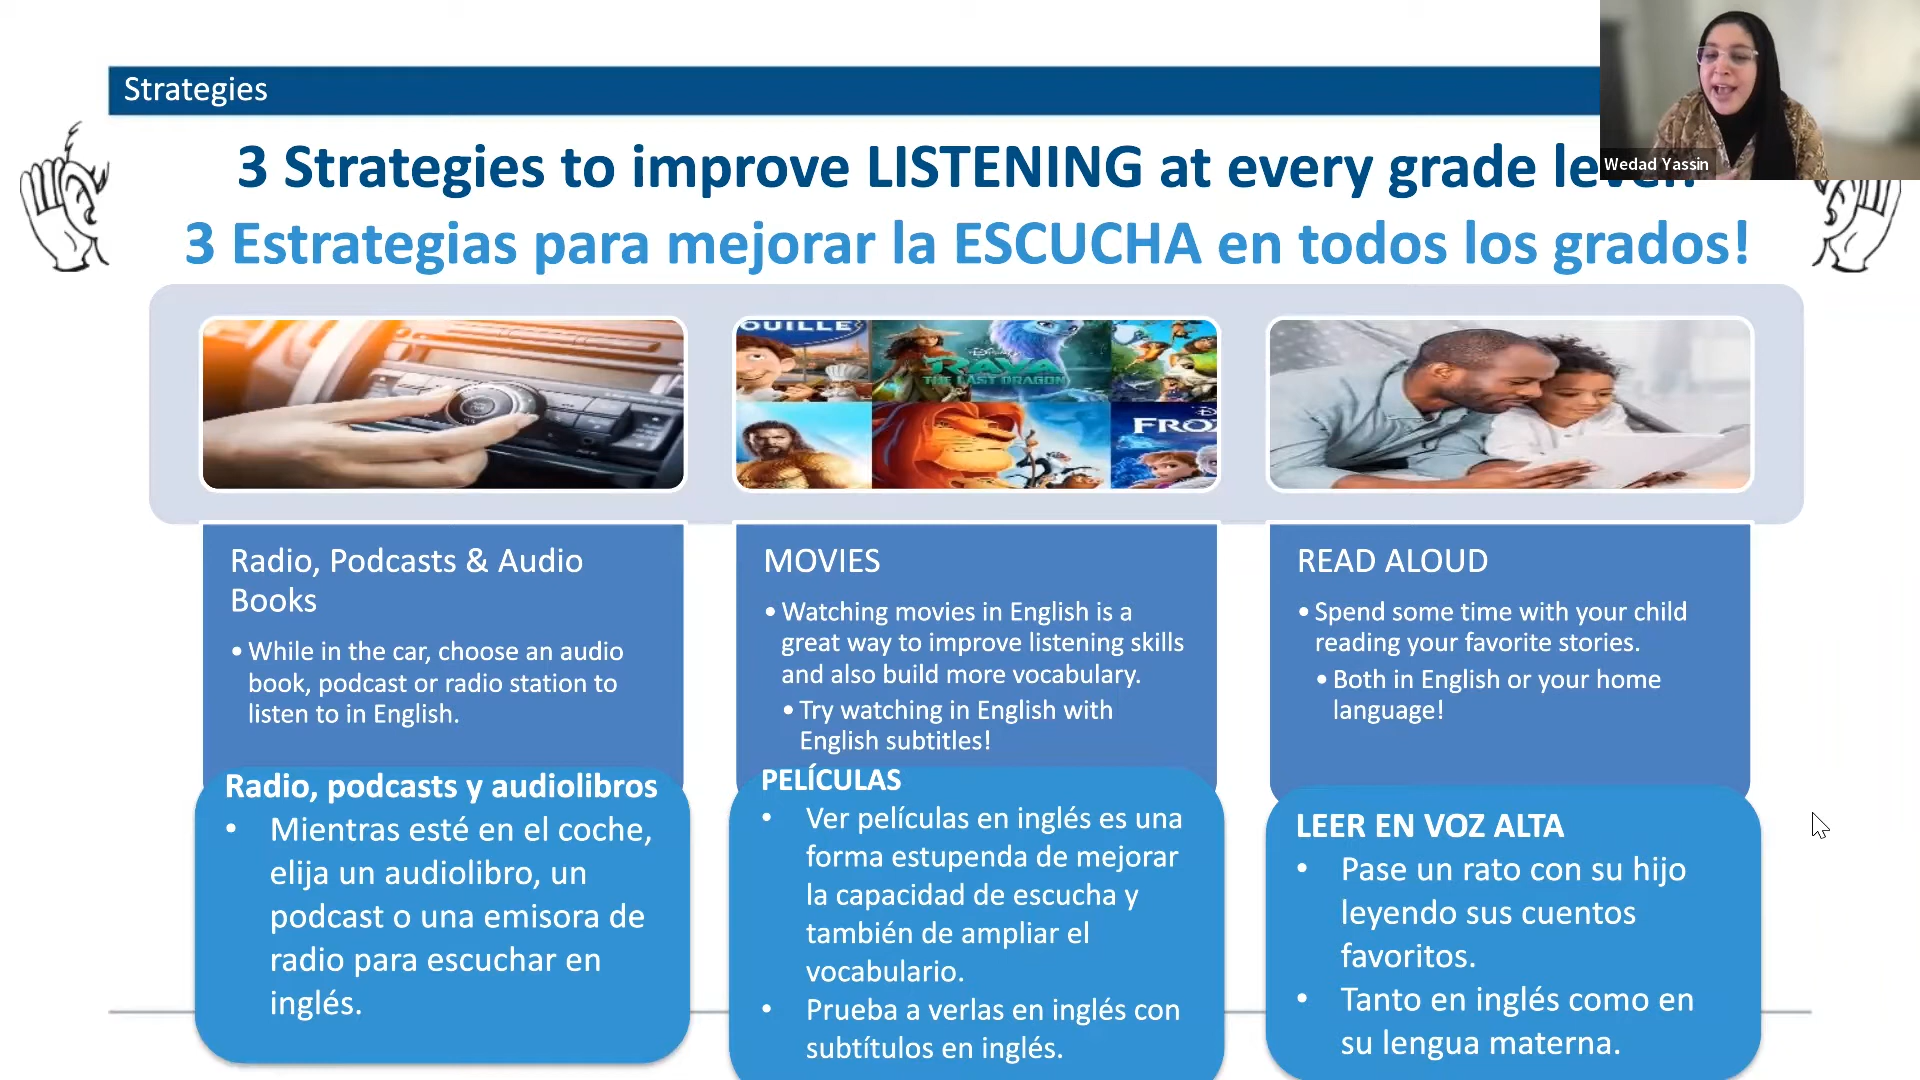 Strategies
Wedad Yassin
3 Strategies to improve LISTENING at every grade
3 Estrategias para mejorar la ESCUCHA en todos los grados!
OUILLE
Disney
RAYA
THE LAST DRAGON
FRO
Radio, Podcasts & Audio
Books
• While in the car, choose an audio
book, podcast or radio station to
listen to in English.
Radio, podcasts y audiolibros
• Mientras esté en el coche,
elija un audiolibro, un
podcast o una emisora de
radio para escuchar en
inglés.
MOVIES
• Watching movies in English is a
great way to improve listening skills
and also build more vocabulary.
• Try watching in English with
English subtitles!
PELÍCULAS
• Ver películas en inglés es una
forma estupenda de mejorar
la capacidad de escucha y
también de ampliar el
vocabulario.
• Prueba a verlas en inglés con
subtítulos en inglés.
READ ALOUD
• Spend some time with your child
reading your favorite stories.
• Both in English or your home
language!
LEER EN VOZ ALTA
• Pase un rato con su hijo
leyendo sus cuentos
favoritos.
• Tanto en inglés como en
su lengua materna.